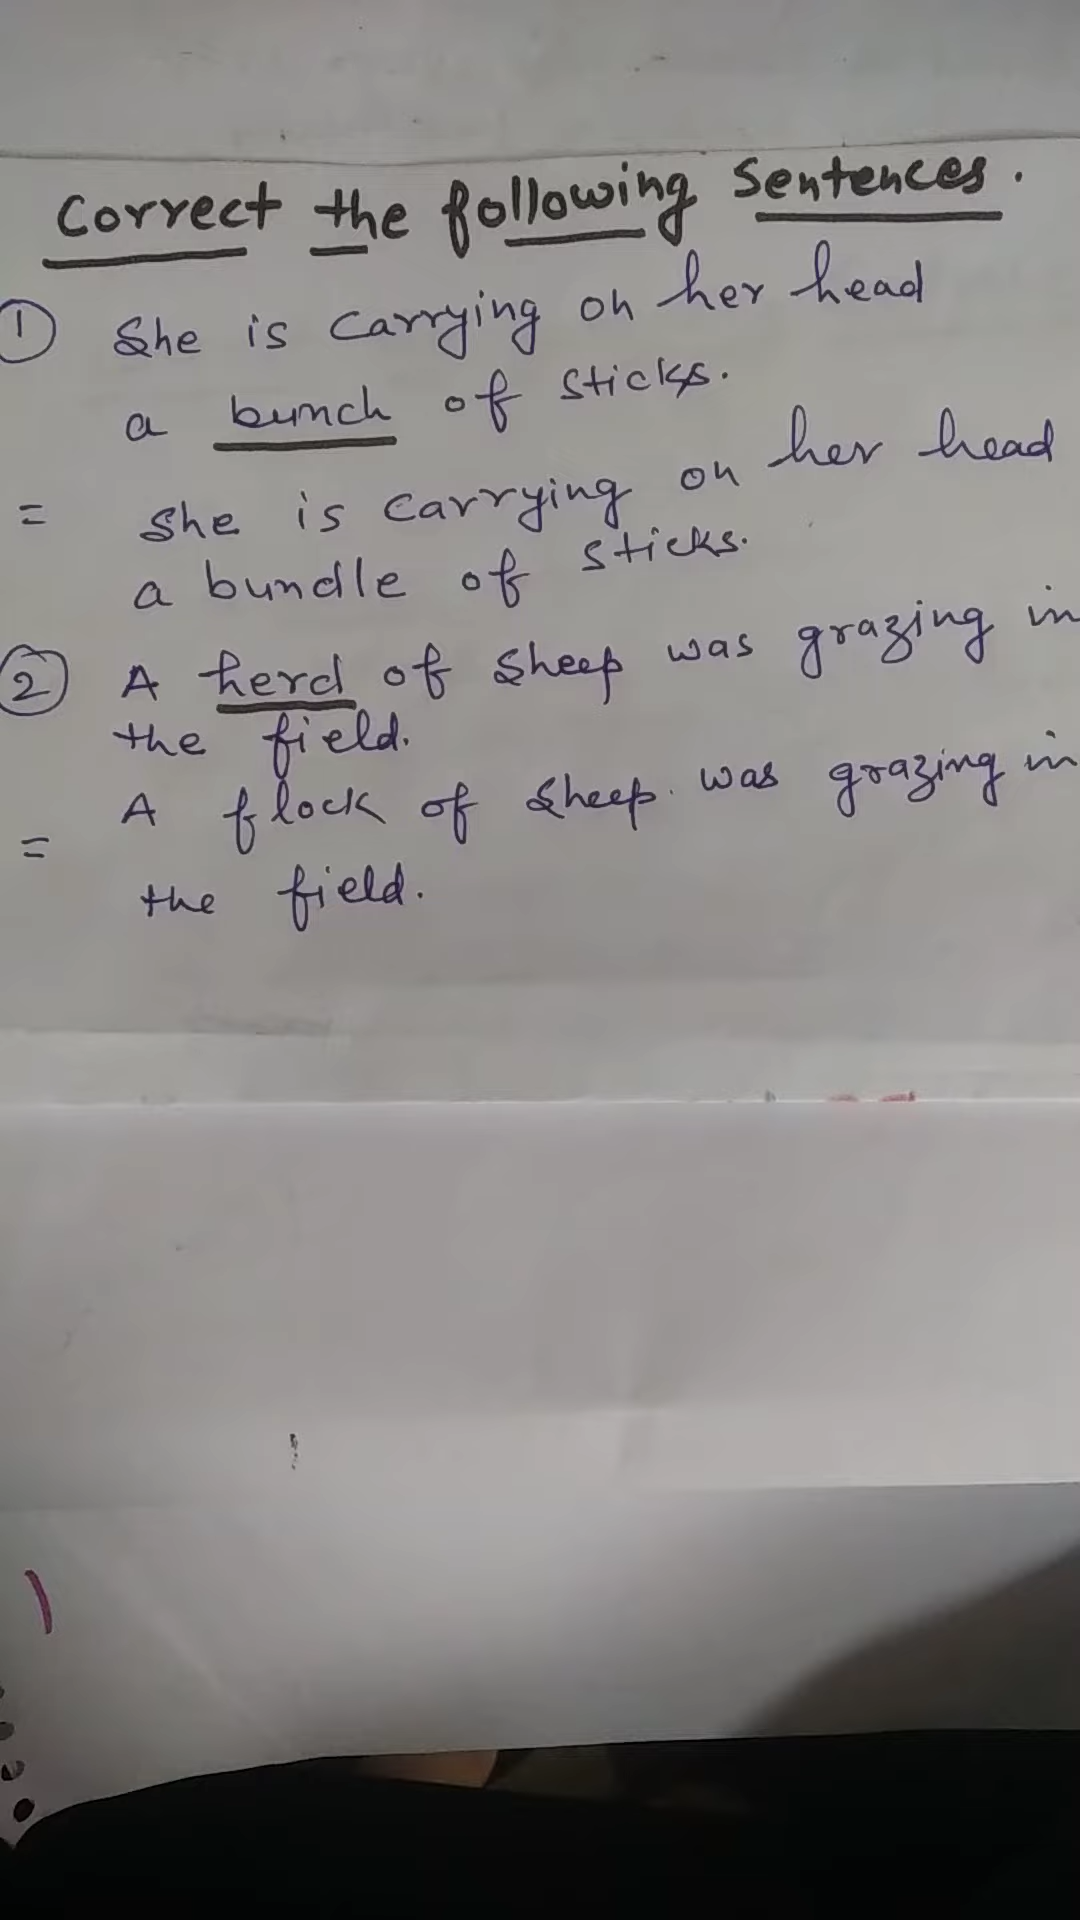 Correct the following Sentences.
1 She is carrying on her head
a bunch of sticks.
= She is carrying on her head
a bundle of sticks.
2 A herd of sheep was grazing in
the field.
= A flock of sheep. was grazing in
the field.